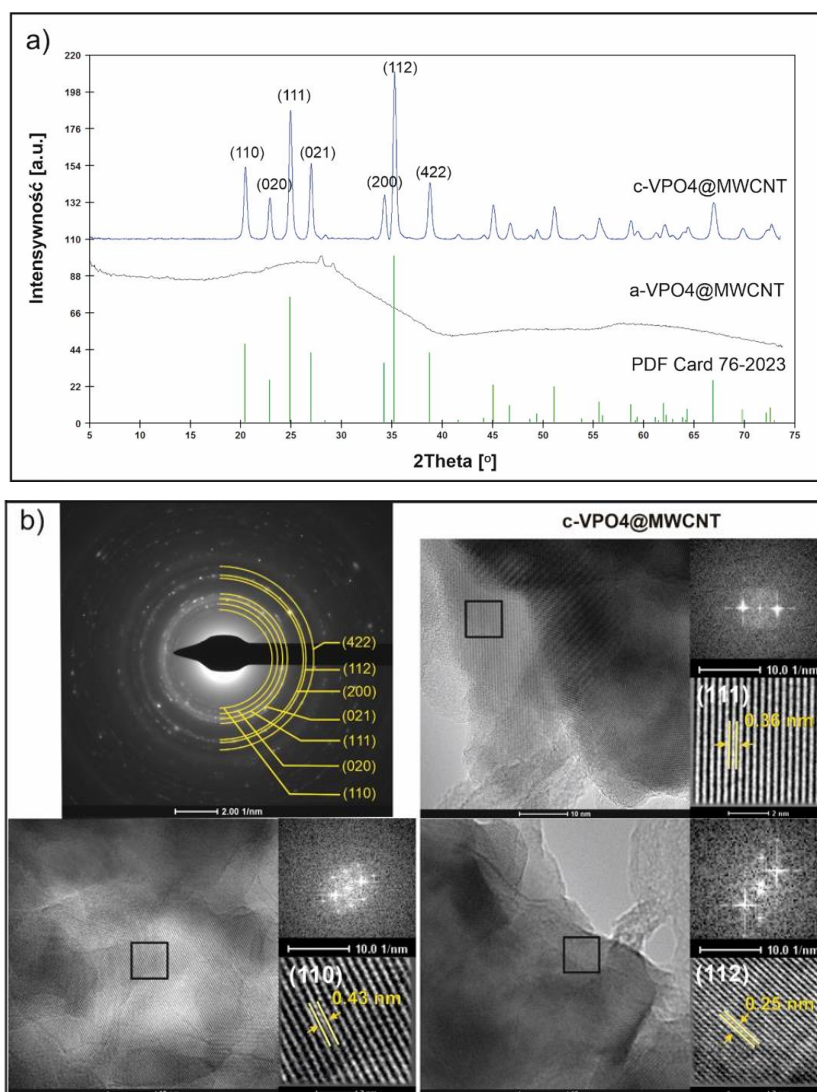 a)
220
198
176
154
132
110
88
66
44
22
0
Intensywność [a.u.]
(110)
(020)
(111)
(021)
(200)
(112)
(422)
c-VPO4@MWCNT
a-VPO4@MWCNT
PDF Card 76-2023
5 10 15 20 25 30 35 40 45 50 55 60 65 70 75
2Theta [°]
b)
c-VPO4@MWCNT
(422)
(112)
(200)
(021)
(111)
(020)
(110)
2.00 1/nm
10 nm
10.0 1/nm
(111)
0.36 nm
2 nm
10.0 1/nm
(110)
0.43 nm
10.0 1/nm
(112)
0.25 nm